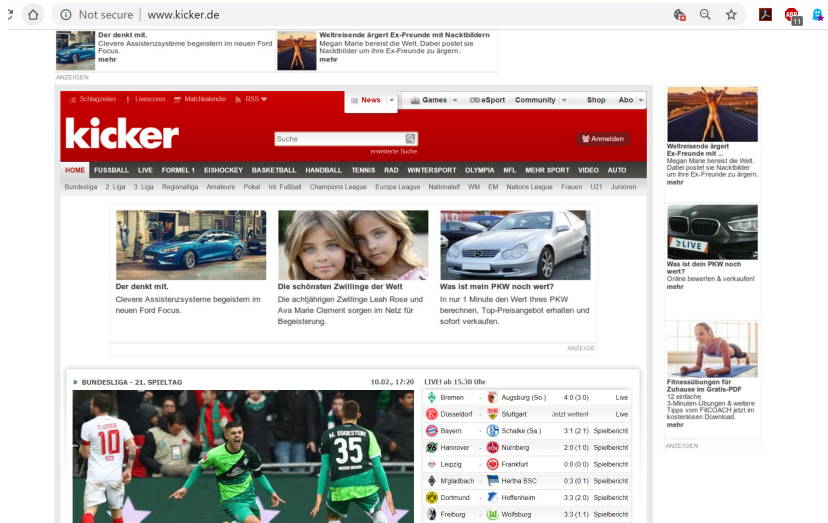 Not secure | www.kicker.de
11
Der denkt mit.
Clevere Assistenzsysteme begeistern im neuen Ford
Focus.
mehr
Weltreisende ärgert Ex-Freunde mit Nacktbildern
Megan Marie bereist die Welt. Dabei postet sie
Nacktbilder um ihre Ex-Freunde zu ärgern.
mehr
ANZEIGEN
Schlagzeilen Livescores Matchkalender RSS
News Games eSport Community Shop Abo
kicker
Suche
erweiterte Suche
Anmelden
HOME FUSSBALL LIVE FORMEL 1 EISHOCKEY BASKETBALL HANDBALL TENNIS RAD WINTERSPORT OLYMPIA NFL MEHR SPORT VIDEO AUTO
Bundesliga 2. Liga 3. Liga Regionalliga Amateure Pokal Int. Fußball Champions League Europa League Nationalelf WM EM Nations League Frauen U21 Junioren
Der denkt mit.
Clevere Assistenzsysteme begeistern im
neuen Ford Focus.
Die schönsten Zwillinge der Welt
Die achtjährigen Zwillinge Leah Rose und
Ava Marie Clement sorgen im Netz für
Begeisterung.
Was ist mein PKW noch wert?
In nur 1 Minute den Wert Ihres PKW
berechnen, Top-Preisangebot erhalten und
sofort verkaufen.
ANZEIGE
Weltreisende ärgert
Ex-Freunde mit ...
Megan Marie bereist die Welt.
Dabei postet sie Nacktbilder
um ihre Ex-Freunde zu ärgern.
mehr
LIVE
Was ist dein PKW noch
wert?
Online bewerten & verkaufen!
mehr
Fitnessübungen für
Zuhause im Gratis-PDF
12 einfache
3-Minuten-Übungen & weitere
Tipps vom FitCOACH jetzt im
kostenlosen Download.
mehr
ANZEIGEN
» BUNDESLIGA - 21. SPIELTAG 10.02., 17:20
10
M. EGGESTEIN
35
LIVE! ab 15.30 Uhr
Bremen - Augsburg (So.) 4:0 (3:0) Live
Düsseldorf - Stuttgart Jetzt wetten! Live
Bayern - Schalke (Sa.) 3:1 (2:1) Spielbericht
Hannover - Nürnberg 2:0 (1:0) Spielbericht
Leipzig - Frankfurt 0:0 (0:0) Spielbericht
M'gladbach - Hertha BSC 0:3 (0:1) Spielbericht
Dortmund - Hoffenheim 3:3 (2:0) Spielbericht
Freiburg - Wolfsburg 3:3 (1:1) Spielbericht